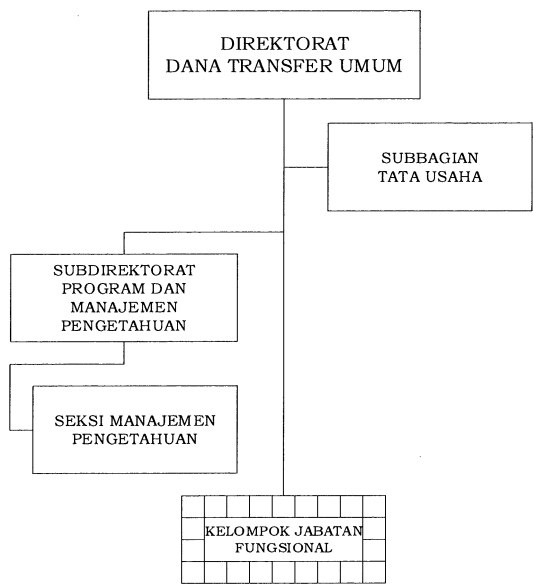 DIREKTORAT
DANA TRANSFER UMUM
SUBBAGIAN
TATA USAHA
SUBDIREKTORAT
PROGRAM DAN
MANAJEMEN
PENGETAHUAN
SEKSI MANAJEMEN
PENGETAHUAN
KELOMPOK JABATAN
FUNGSIONAL